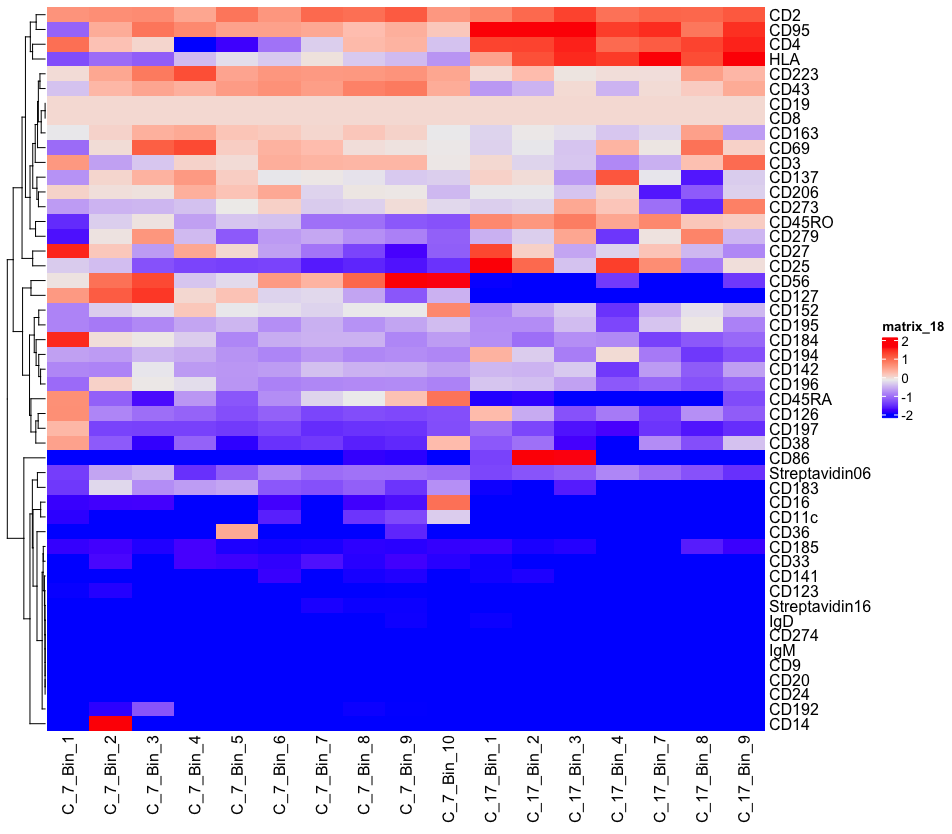 CD2
CD95
CD4
HLA
CD223
CD43
CD19
CD8
CD163
CD69
CD3
CD137
CD206
CD273
CD45RO
CD279
CD27
CD25
CD56
CD127
CD152
CD195
CD184
CD194
CD142
CD196
CD45RA
CD126
CD197
CD38
CD86
Streptavidin06
CD183
CD16
CD11c
CD36
CD185
CD33
CD141
CD123
Streptavidin16
IgD
CD274
IgM
CD9
CD20
CD24
CD192
CD14
matrix_18
2
1
0
-1
-2
C_7_Bin_1
C_7_Bin_2
C_7_Bin_3
C_7_Bin_4
C_7_Bin_5
C_7_Bin_6
C_7_Bin_7
C_7_Bin_8
C_7_Bin_9
C_7_Bin_10
C_17_Bin_1
C_17_Bin_2
C_17_Bin_3
C_17_Bin_4
C_17_Bin_7
C_17_Bin_8
C_17_Bin_9